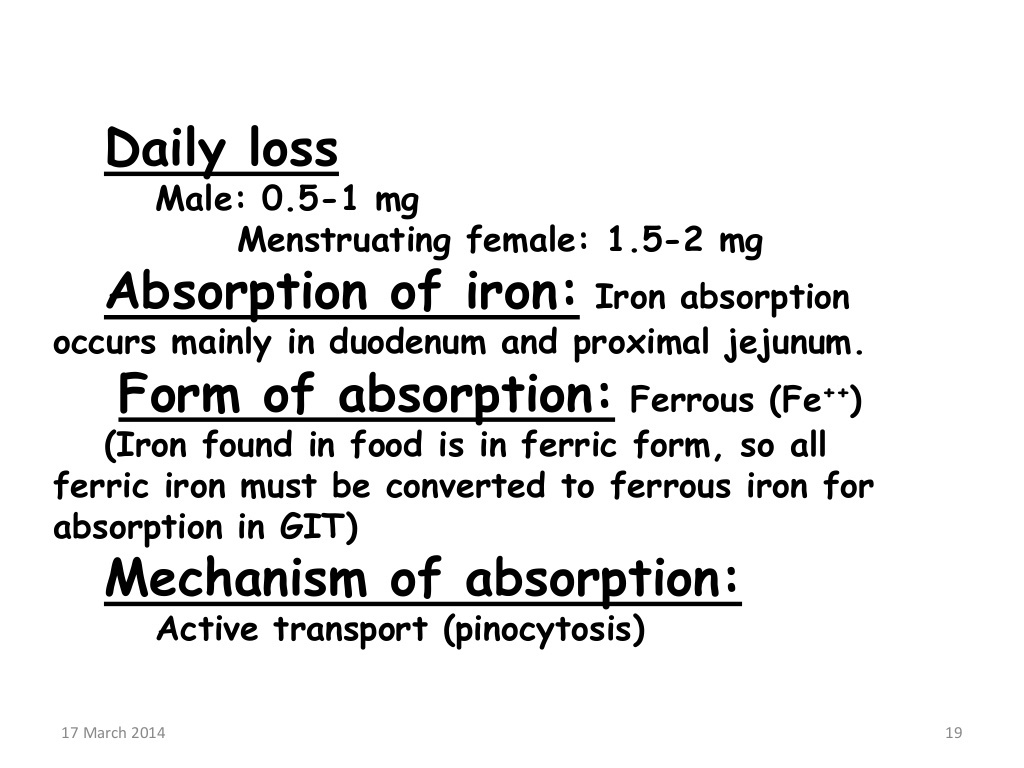 Daily loss
Male: 0.5-1 mg
Menstruating female: 1.5-2 mg
Absorption of iron: Iron absorption
occurs mainly in duodenum and proximal jejunum.
Form of absorption: Ferrous (Fe⁺⁺)
(Iron found in food is in ferric form, so all
ferric iron must be converted to ferrous iron for
absorption in GIT)
Mechanism of absorption:
Active transport (pinocytosis)
17 March 2014
19